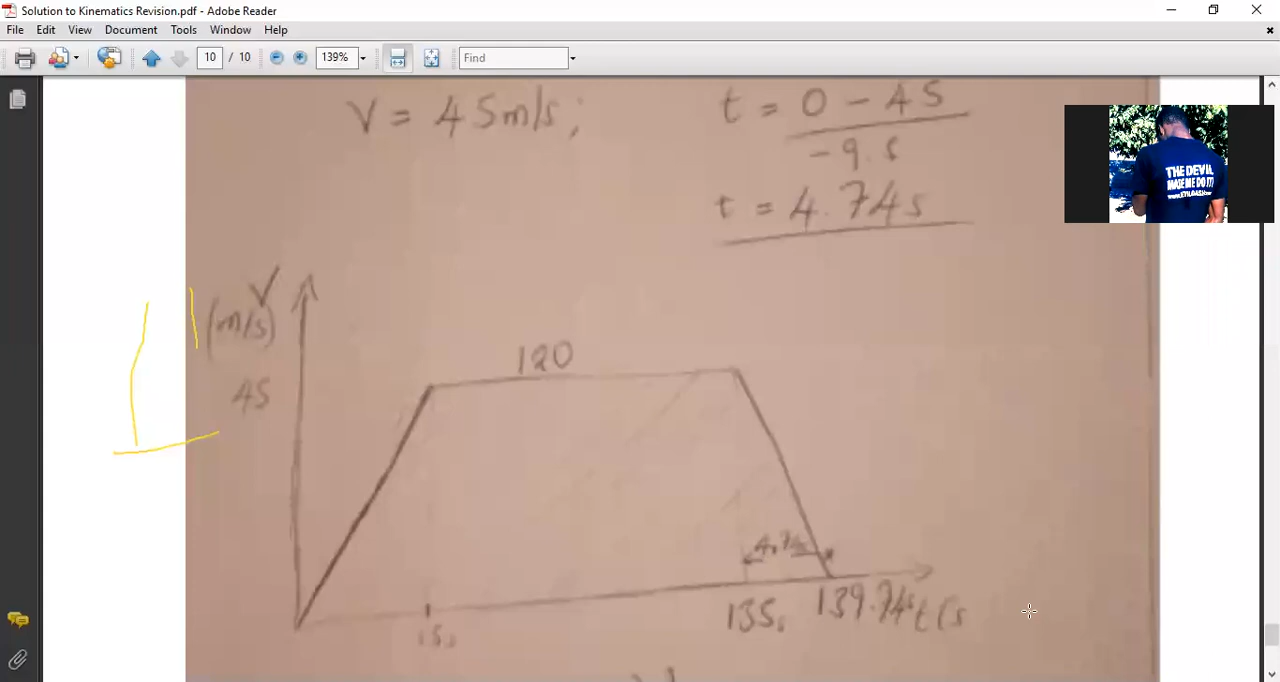 Solution to Kinematics Revision.pdf - Adobe Reader
File Edit View Document Tools Window Help
10 / 10 139% Find
V = 45m/s;
t = 0 - 45
-9.5
t = 4.74s
V
(m/s)
45
120
4.74s
15s
135s
139.74s
t(s
THE DEVIL
MADE ME DO IT!